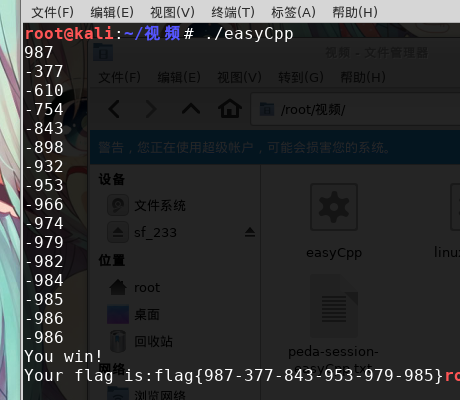 文件(F) 编辑(E) 视图(V) 终端(T) 标签(A) 帮助(H)
root@kali:~/视频# ./easyCpp
987
-377
-610
-754
-843
-898
-932
-953
-966
-974
-979
-982
-984
-985
-986
-986
You win!
Your flag is:flag{987-377-843-953-979-985}ro
视频 - 文件管理器
文件(F) 编辑(E) 视图(V) 转到(G) 帮助(H)
/root/视频/
警告，您正在使用超级帐户，可能会损害您的系统。
设备
文件系统
sf_233
位置
root
桌面
回收站
网络
浏览网络
easyCpp
linu
peda-session-
easyCpp.txt